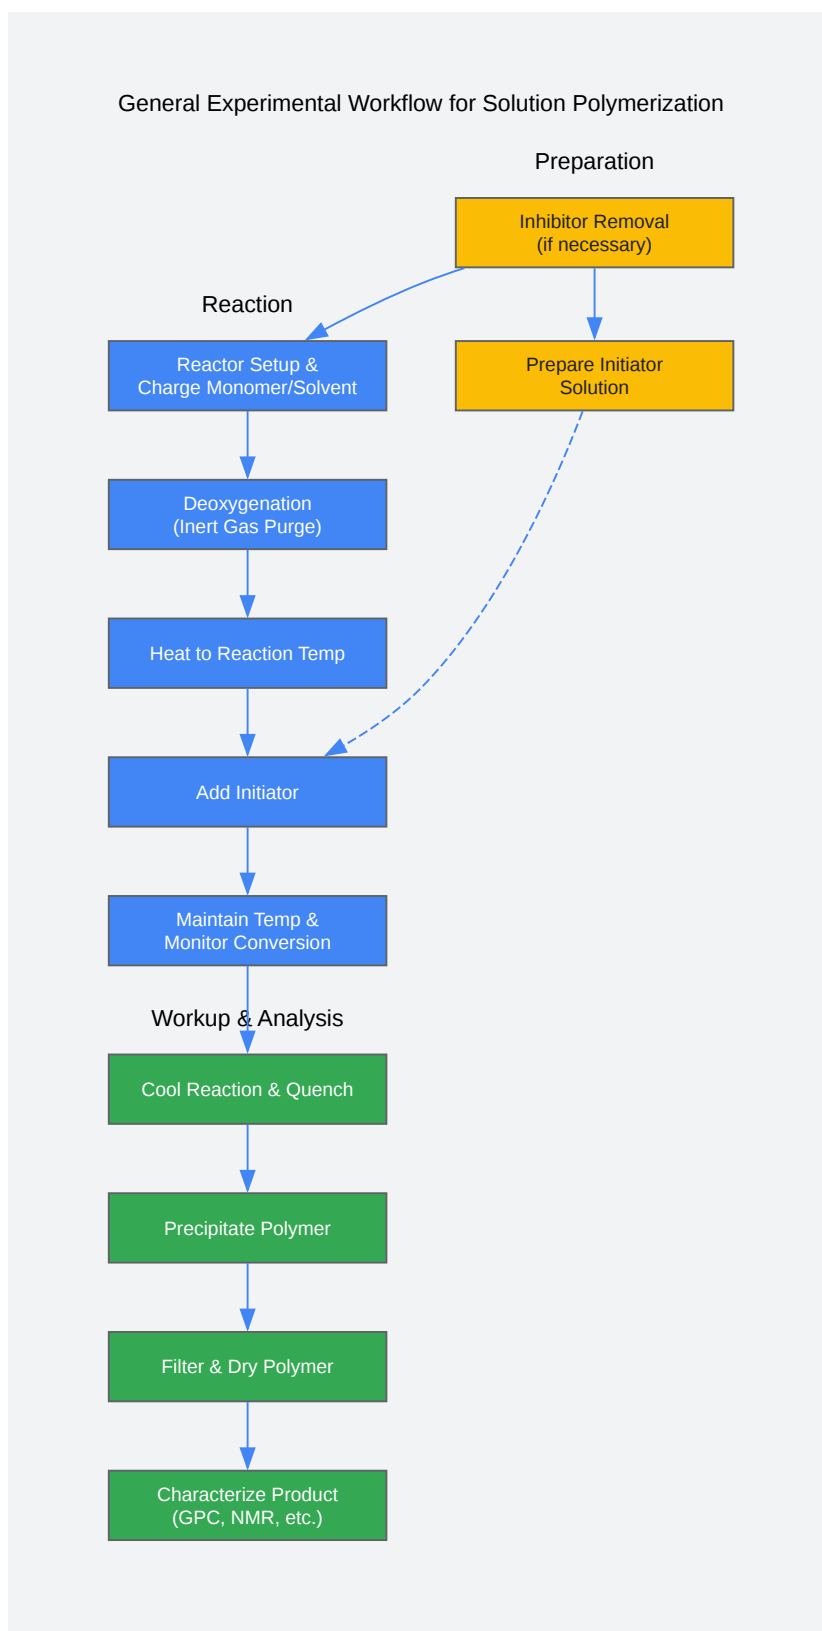 General Experimental Workflow for Solution Polymerization
Preparation
Inhibitor Removal
(if necessary)
Reaction
Reactor Setup &
Charge Monomer/Solvent
Prepare Initiator
Solution
Deoxygenation
(Inert Gas Purge)
Heat to Reaction Temp
Add Initiator
Maintain Temp &
Monitor Conversion
Workup & Analysis
Cool Reaction & Quench
Precipitate Polymer
Filter & Dry Polymer
Characterize Product
(GPC, NMR, etc.)